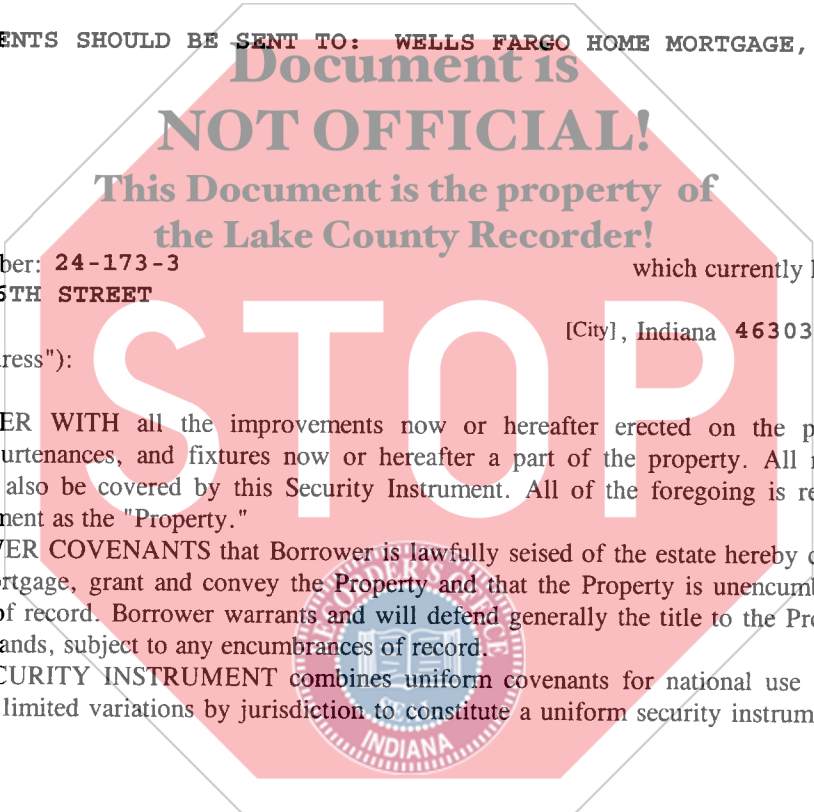 ENTS SHOULD BE SENT TO: WELLS FARGO HOME MORTGAGE,
Document is
NOT OFFICIAL!
This Document is the property of
the Lake County Recorder!
ber: 24-173-3 which currently
5TH STREET
[City], Indiana 46303
ress"):
STOP
ER WITH all the improvements now or hereafter erected on the p
urtenances, and fixtures now or hereafter a part of the property. All r
also be covered by this Security Instrument. All of the foregoing is re
ment as the "Property."
VER COVENANTS that Borrower is lawfully seised of the estate hereby c
rtgage, grant and convey the Property and that the Property is unencumb
of record. Borrower warrants and will defend generally the title to the Pro
ands, subject to any encumbrances of record.
CURITY INSTRUMENT combines uniform covenants for national use
limited variations by jurisdiction to constitute a uniform security instrum
RECORDER'S OFFICE
SEAL
INDIANA